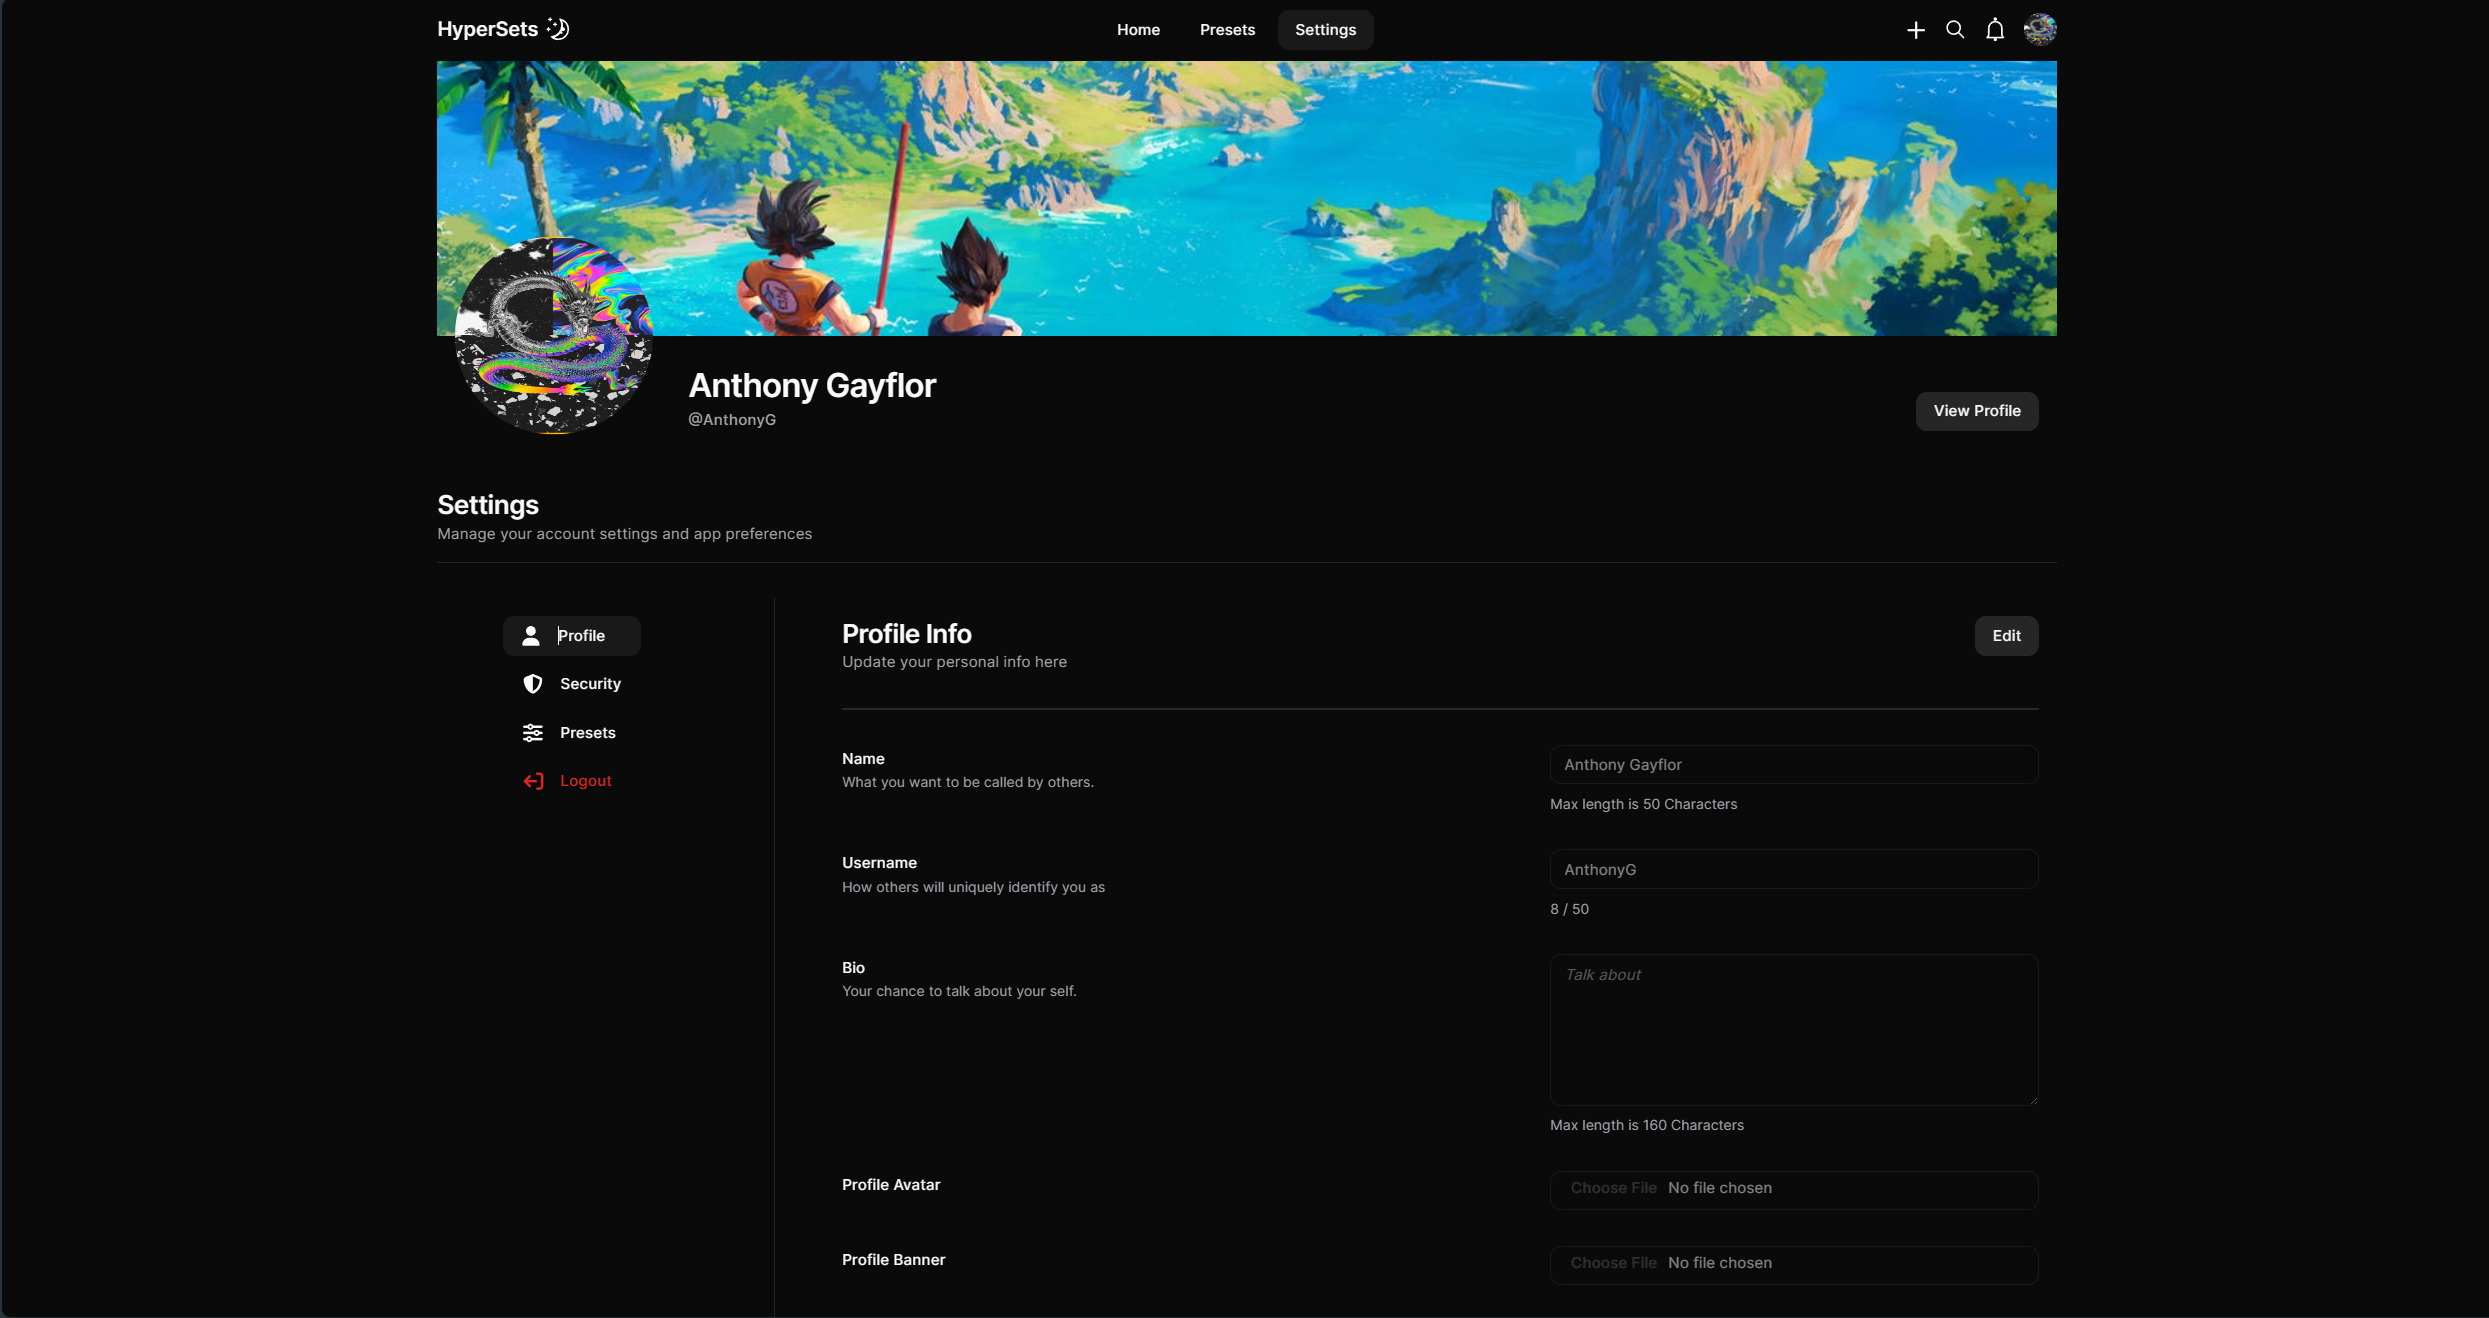 HyperSets
Home Presets Settings
Anthony Gayflor
@AnthonyG
View Profile
Settings
Manage your account settings and app preferences
Profile
Security
Presets
Logout
Profile Info
Update your personal info here
Edit
Name
What you want to be called by others.
Anthony Gayflor
Max length is 50 Characters
Username
How others will uniquely identify you as
AnthonyG
8 / 50
Bio
Your chance to talk about your self.
Talk about
Max length is 160 Characters
Profile Avatar
Choose File No file chosen
Profile Banner
Choose File No file chosen